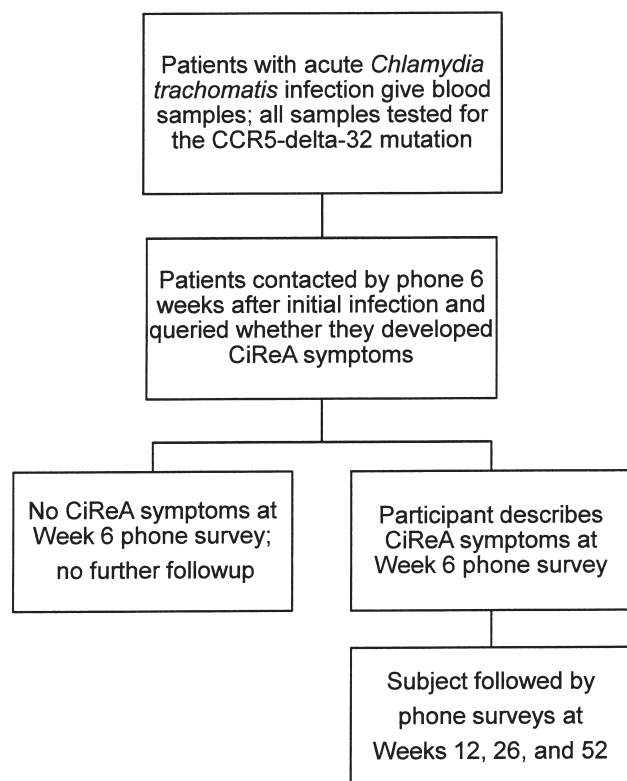 Patients with acute Chlamydia
trachomatis infection give blood
samples; all samples tested for
the CCR5-delta-32 mutation
Patients contacted by phone 6
weeks after initial infection and
queried whether they developed
CiReA symptoms
No CiReA symptoms at
Week 6 phone survey;
no further followup
Participant describes
CiReA symptoms at
Week 6 phone survey
Subject followed by
phone surveys at
Weeks 12, 26, and 52